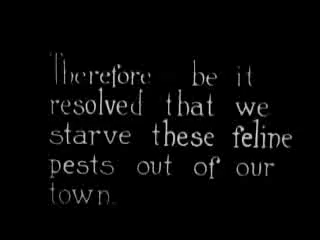 Therefore be it
resolved that we
starve these feline
pests out of our
town.